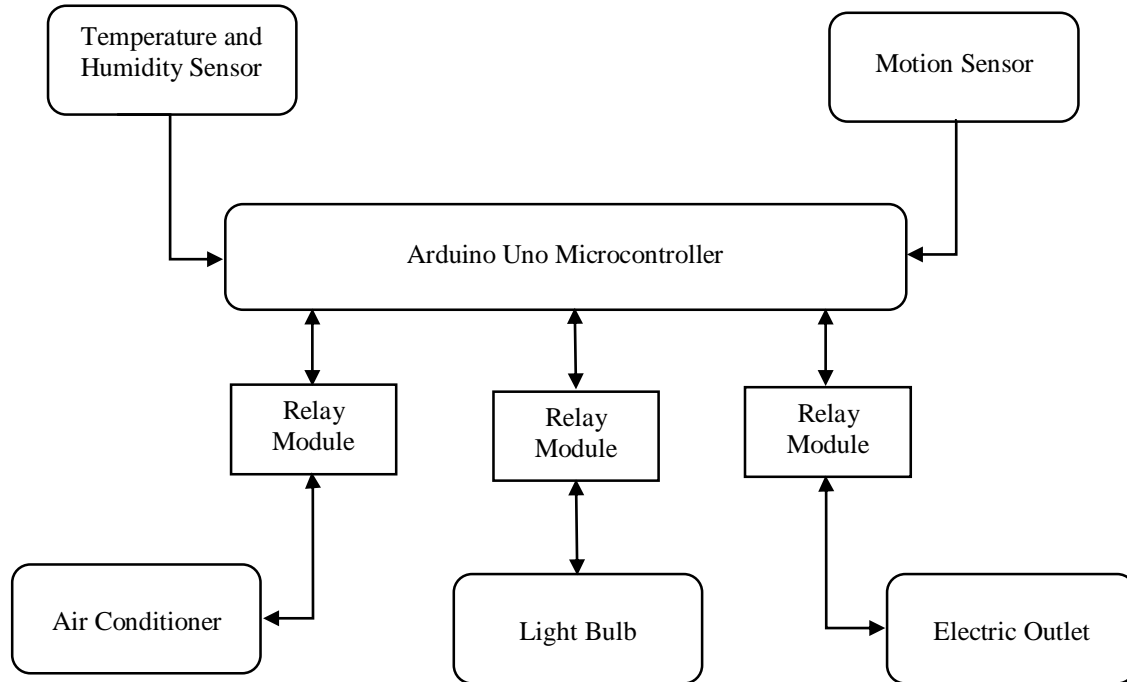 Temperature and
Humidity Sensor
Motion Sensor
Arduino Uno Microcontroller
Relay
Module
Relay
Module
Relay
Module
Air Conditioner
Light Bulb
Electric Outlet